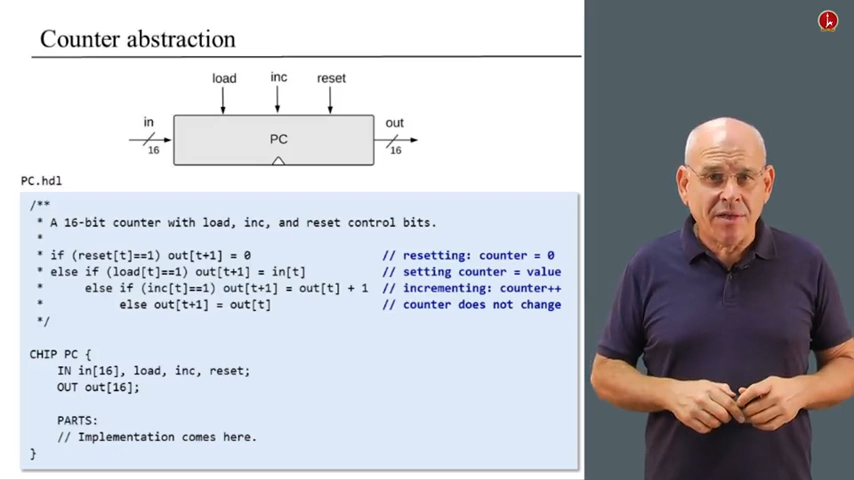 Counter abstraction
load inc reset
in out
PC
16 16
PC.hdl
/**
* A 16-bit counter with load, inc, and reset control bits.
*
* if (reset[t]==1) out[t+1] = 0 // resetting: counter = 0
* else if (load[t]==1) out[t+1] = in[t] // setting counter = value
* else if (inc[t]==1) out[t+1] = out[t] + 1 // incrementing: counter++
* else out[t+1] = out[t] // counter does not change
*/
CHIP PC {
IN in[16], load, inc, reset;
OUT out[16];
PARTS:
// Implementation comes here.
}